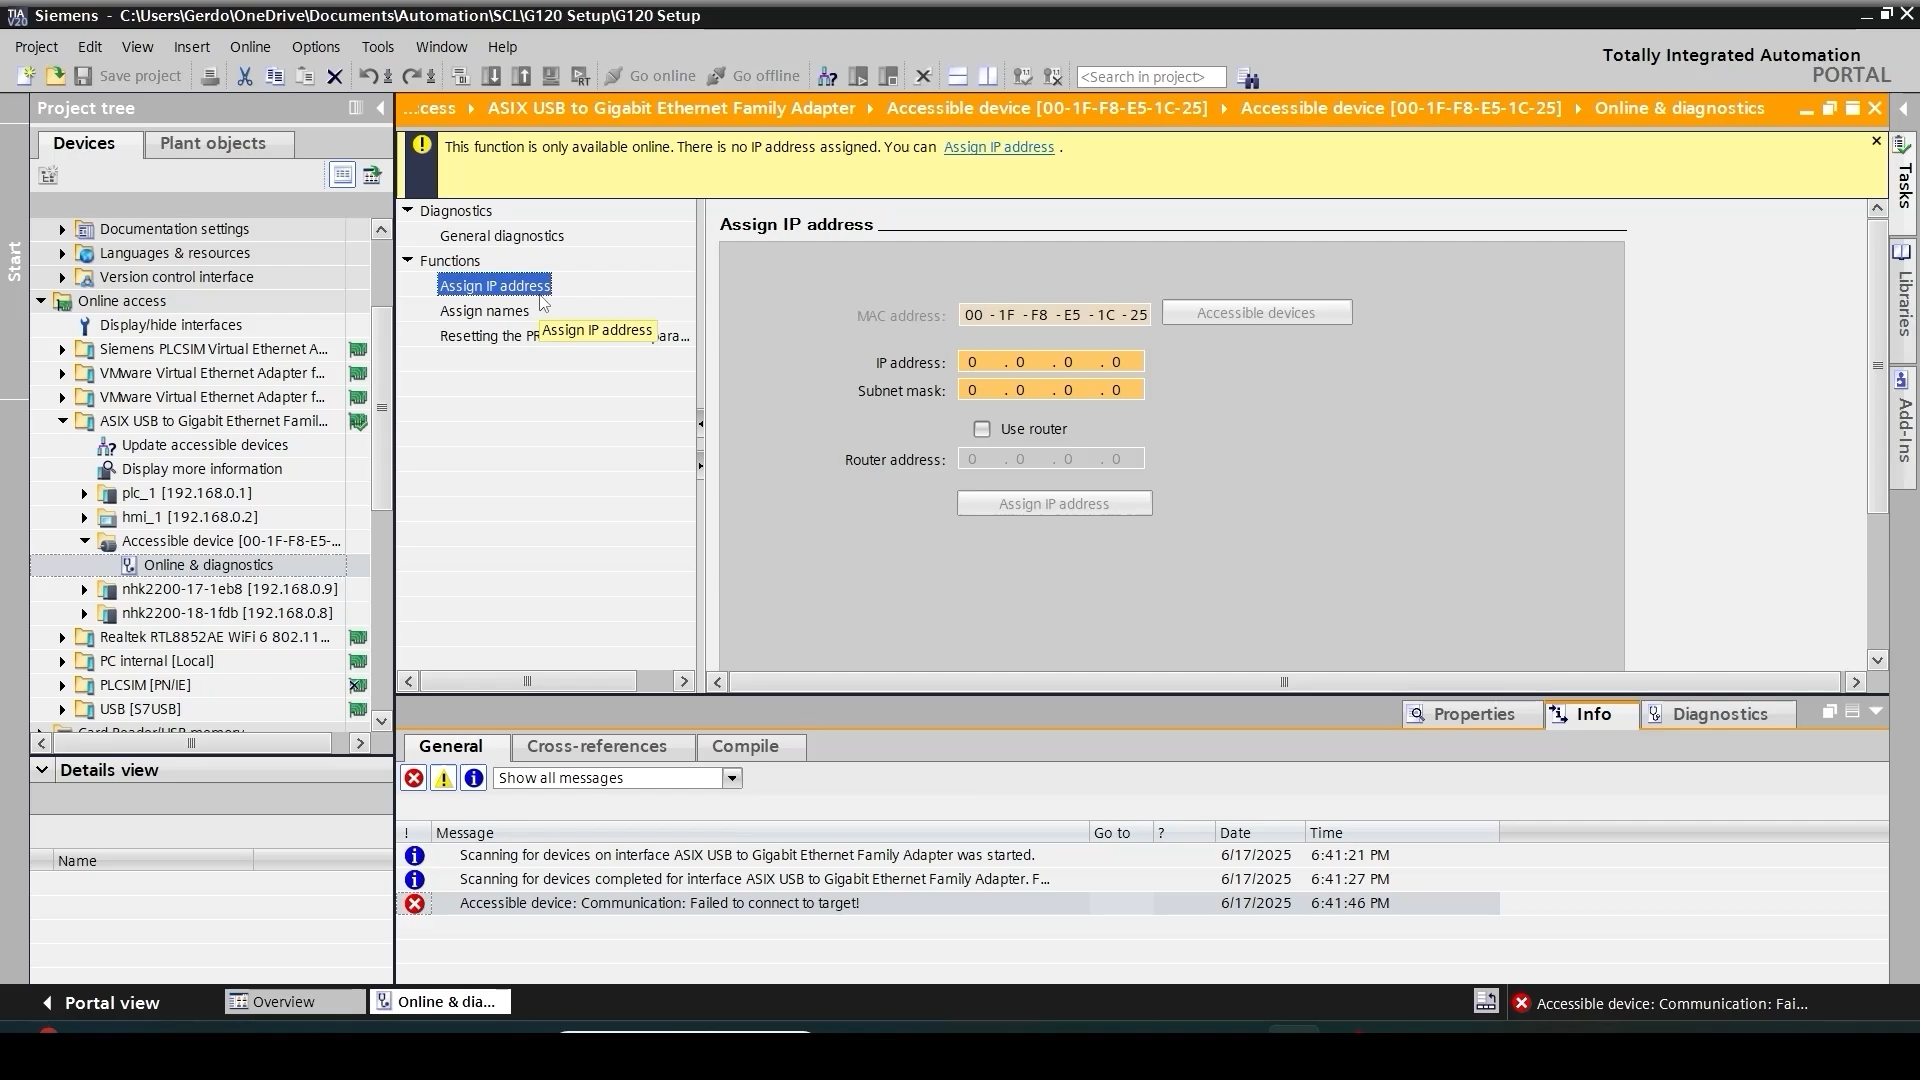 TIA V20 Siemens - C:\Users\Gerdo\OneDrive\Documents\Automation\SCL\G120 Setup\G120 Setup
Project Edit View Insert Online Options Tools Window Help
Totally Integrated Automation
PORTAL
Save project Go online Go offline <Search in project>
Project tree
...cess ASIX USB to Gigabit Ethernet Family Adapter Accessible device [00-1F-F8-E5-1C-25] Accessible device [00-1F-F8-E5-1C-25] Online & diagnostics
Devices Plant objects
This function is only available online. There is no IP address assigned. You can Assign IP address .
Start
Documentation settings
Languages & resources
Version control interface
Online access
Display/hide interfaces
Siemens PLCSIM Virtual Ethernet A...
VMware Virtual Ethernet Adapter f...
VMware Virtual Ethernet Adapter f...
ASIX USB to Gigabit Ethernet Famil...
Update accessible devices
Display more information
plc_1 [192.168.0.1]
hmi_1 [192.168.0.2]
Accessible device [00-1F-F8-E5-...
Online & diagnostics
nhk2200-17-1eb8 [192.168.0.9]
nhk2200-18-1fdb [192.168.0.8]
Realtek RTL8852AE WiFi 6 802.11...
PC internal [Local]
PLCSIM [PN/IE]
USB [S7USB]
Card Reader/USB memory
Details view
Name
Diagnostics
General diagnostics
Functions
Assign IP address
Assign names
Resetting the PR
para...
Assign IP address
Assign IP address
MAC address: 00 - 1F - F8 - E5 - 1C - 25 Accessible devices
IP address: 0 . 0 . 0 . 0
Subnet mask: 0 . 0 . 0 . 0
Use router
Router address: 0 . 0 . 0 . 0
Assign IP address
Tasks
Libraries
Add-Ins
Properties Info Diagnostics
General Cross-references Compile
Show all messages
! Message Go to ? Date Time
Scanning for devices on interface ASIX USB to Gigabit Ethernet Family Adapter was started. 6/17/2025 6:41:21 PM
Scanning for devices completed for interface ASIX USB to Gigabit Ethernet Family Adapter. F... 6/17/2025 6:41:27 PM
Accessible device: Communication: Failed to connect to target! 6/17/2025 6:41:46 PM
Portal view Overview Online & dia... Accessible device: Communication: Fai...